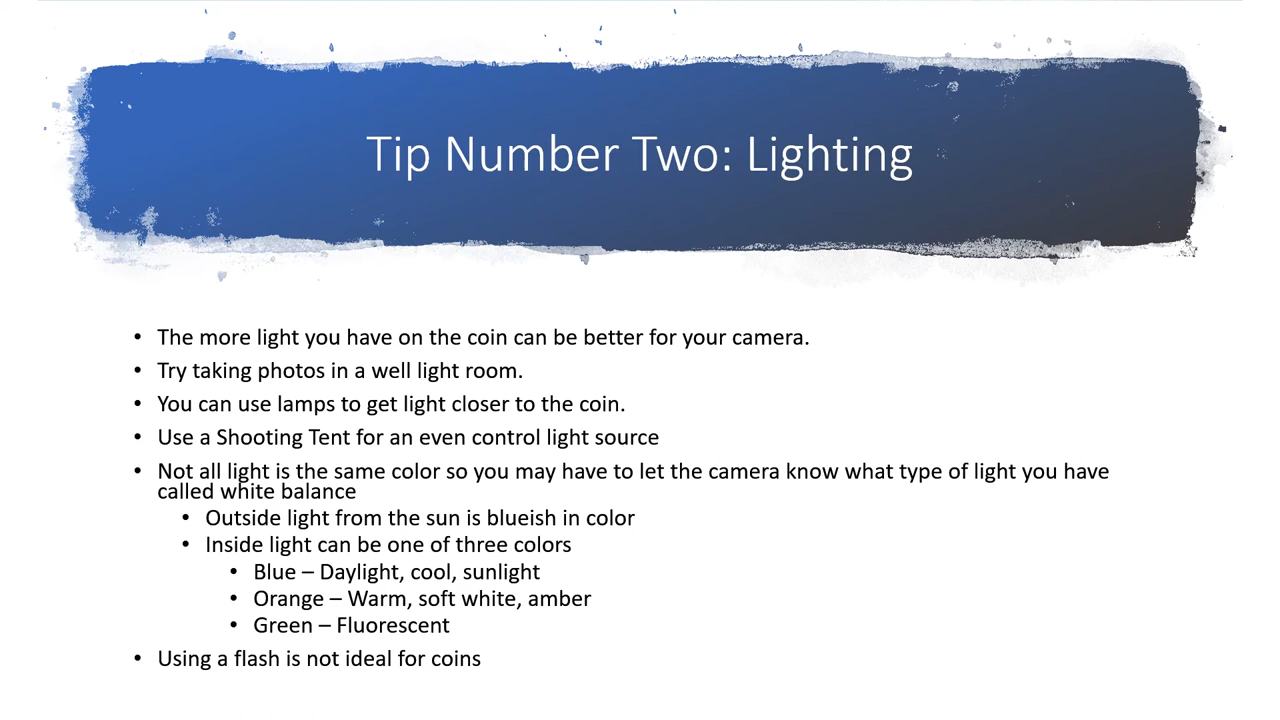 Tip Number Two: Lighting
• The more light you have on the coin can be better for your camera.
• Try taking photos in a well light room.
• You can use lamps to get light closer to the coin.
• Use a Shooting Tent for an even control light source
• Not all light is the same color so you may have to let the camera know what type of light you have
called white balance
• Outside light from the sun is blueish in color
• Inside light can be one of three colors
• Blue – Daylight, cool, sunlight
• Orange – Warm, soft white, amber
• Green – Fluorescent
• Using a flash is not ideal for coins